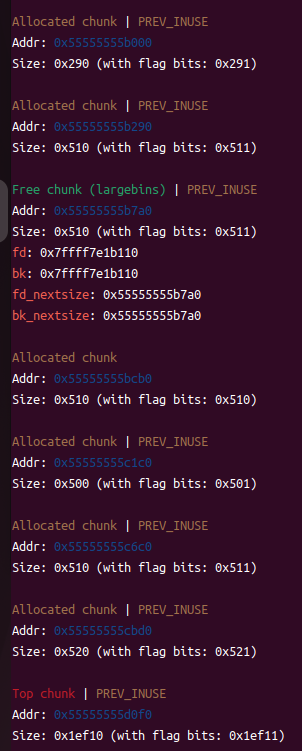 Allocated chunk | PREV_INUSE
Addr: 0x55555555b000
Size: 0x290 (with flag bits: 0x291)
Allocated chunk | PREV_INUSE
Addr: 0x55555555b290
Size: 0x510 (with flag bits: 0x511)
Free chunk (largebins) | PREV_INUSE
Addr: 0x55555555b7a0
Size: 0x510 (with flag bits: 0x511)
fd: 0x7ffff7e1b110
bk: 0x7ffff7e1b110
fd_nextsize: 0x55555555b7a0
bk_nextsize: 0x55555555b7a0
Allocated chunk
Addr: 0x55555555bcb0
Size: 0x510 (with flag bits: 0x510)
Allocated chunk | PREV_INUSE
Addr: 0x55555555c1c0
Size: 0x500 (with flag bits: 0x501)
Allocated chunk | PREV_INUSE
Addr: 0x55555555c6c0
Size: 0x510 (with flag bits: 0x511)
Allocated chunk | PREV_INUSE
Addr: 0x55555555cbd0
Size: 0x520 (with flag bits: 0x521)
Top chunk | PREV_INUSE
Addr: 0x55555555d0f0
Size: 0x1ef10 (with flag bits: 0x1ef11)